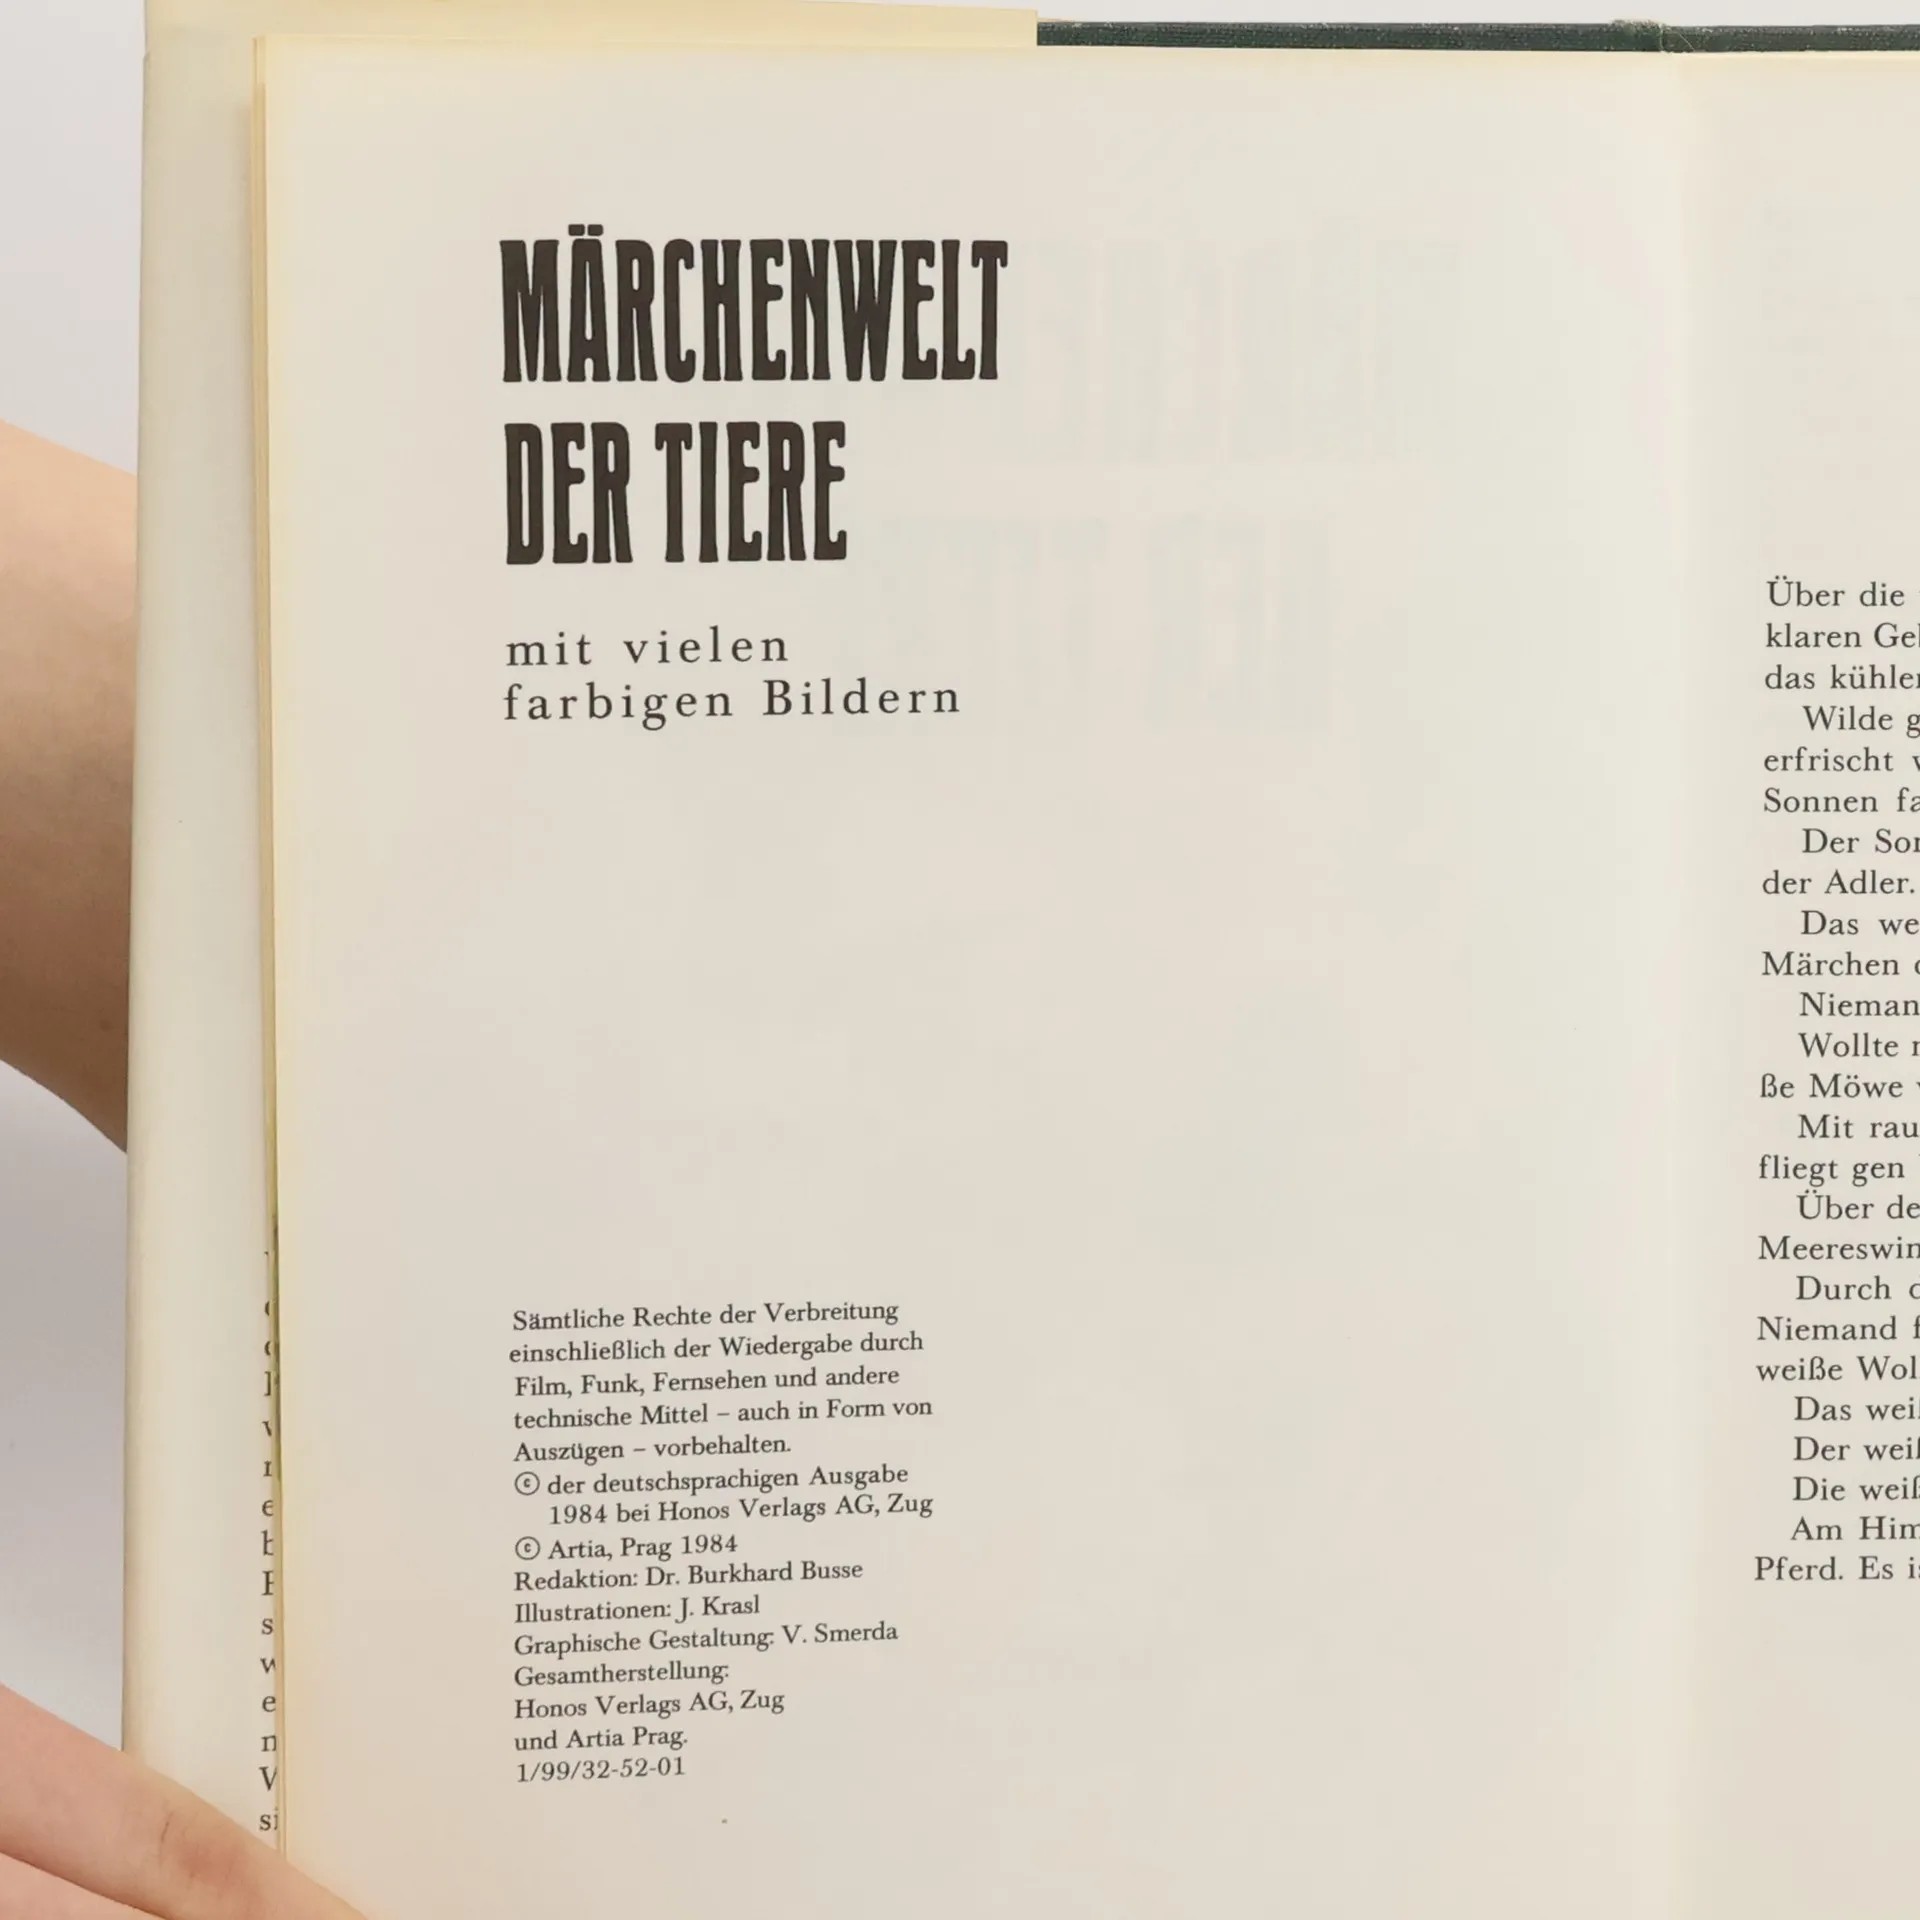 MÄRCHENWELT
DER TIERE
mit vielen
farbigen Bildern
Sämtliche Rechte der Verbreitung
einschließlich der Wiedergabe durch
Film, Funk, Fernsehen und andere
technische Mittel – auch in Form von
Auszügen – vorbehalten.
© der deutschsprachigen Ausgabe
1984 bei Honos Verlags AG, Zug
© Artia, Prag 1984
Redaktion: Dr. Burkhard Busse
Illustrationen: J. Krasl
Graphische Gestaltung: V. Smerda
Gesamtherstellung:
Honos Verlags AG, Zug
und Artia Prag.
1/99/32-52-01
Über die
klaren
das
Wilde
erfrischt
Sonnen
Der
der Adler.
Das
Märchen
Wollte
ße Möwe
Mit
fliegt gen
Über
Durch
Niemand
weiße
Das
Der
Die
Am
Pferd. Es